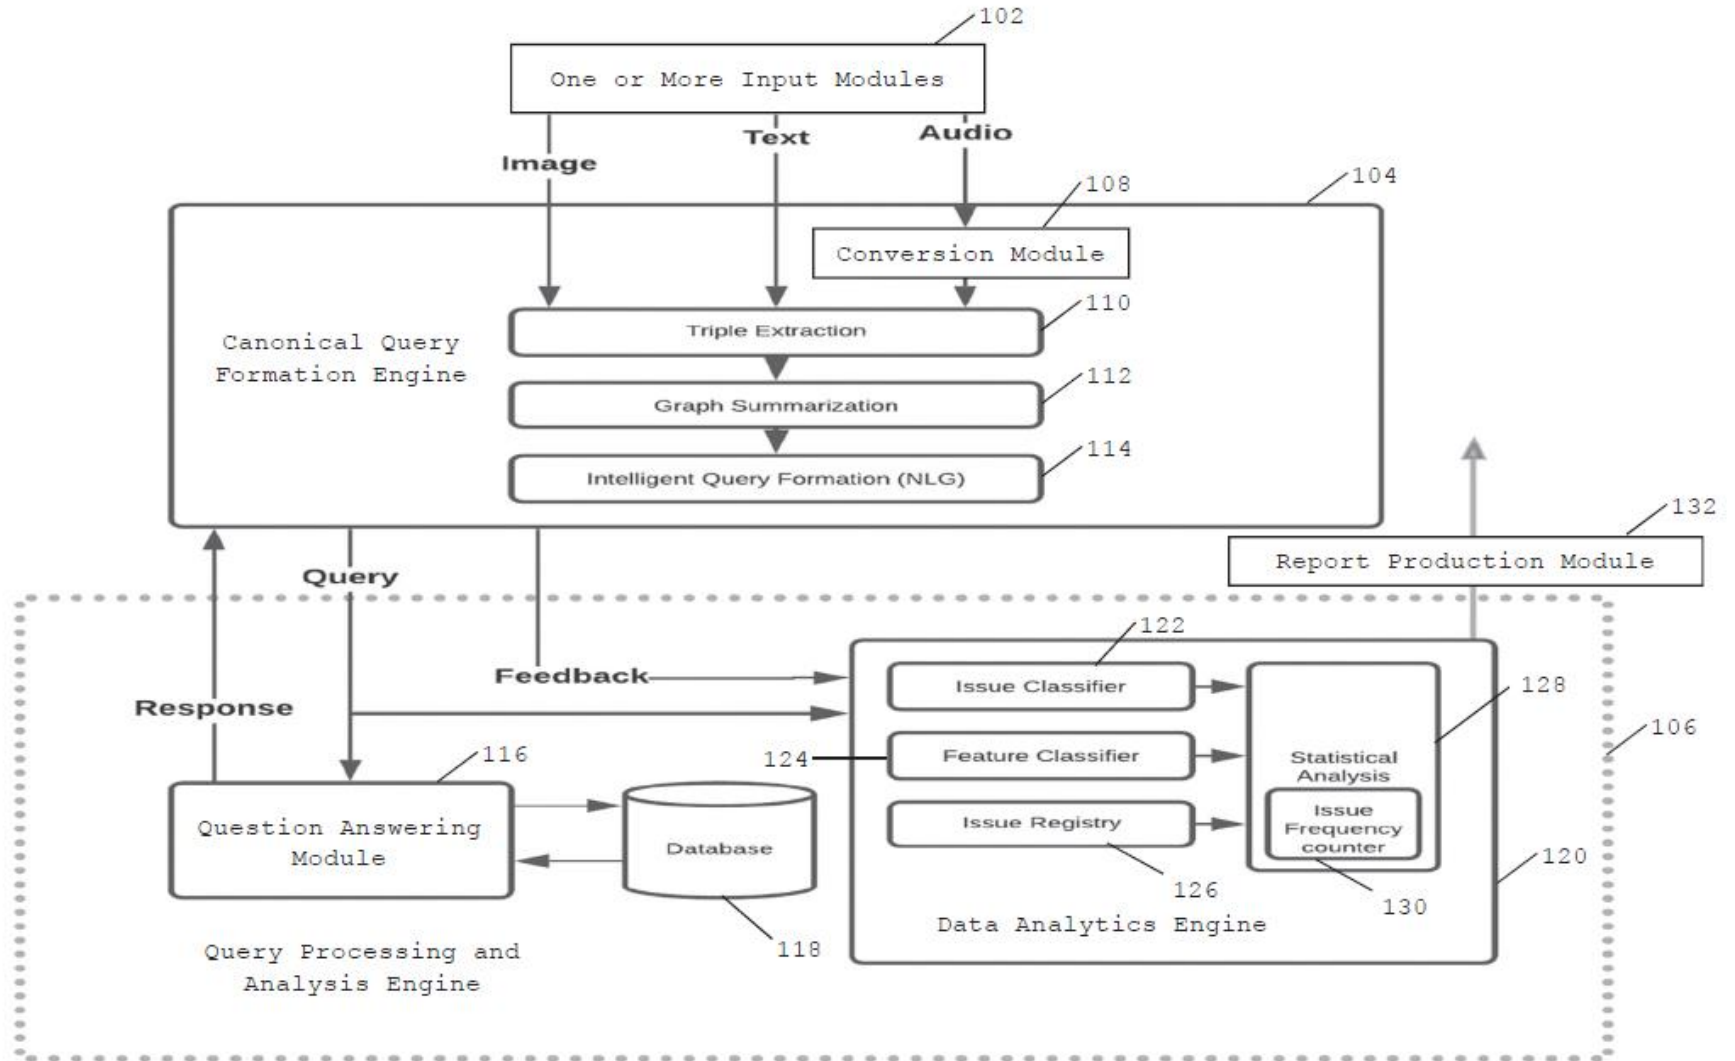 102
One or More Input Modules
Image
Text
Audio
108
104
Conversion Module
110
Triple Extraction
Canonical Query
Formation Engine
112
Graph Summarization
114
Intelligent Query Formation (NLG)
132
Report Production Module
Query
Response
Feedback
122
Issue Classifier
128
106
124
Feature Classifier
Statistical
Analysis
116
Question Answering
Module
Database
Issue Registry
Issue
Frequency
counter
120
126
130
118
Data Analytics Engine
Query Processing and
Analysis Engine